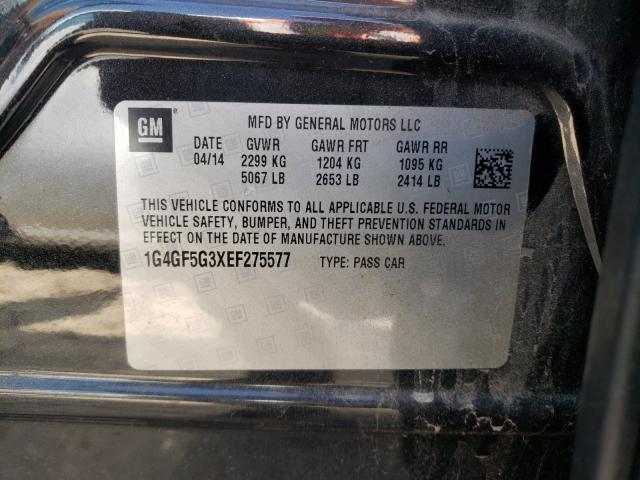 GM
MFD BY GENERAL MOTORS LLC
DATE GVWR GAWR FRT GAWR RR
04/14 2299 KG 1204 KG 1095 KG
5067 LB 2653 LB 2414 LB
THIS VEHICLE CONFORMS TO ALL APPLICABLE U.S. FEDERAL MOTOR
VEHICLE SAFETY, BUMPER, AND THEFT PREVENTION STANDARDS
IN EFFECT ON THE DATE OF MANUFACTURE SHOWN ABOVE.
1G4GF5G3XEF275577 TYPE: PASS CAR